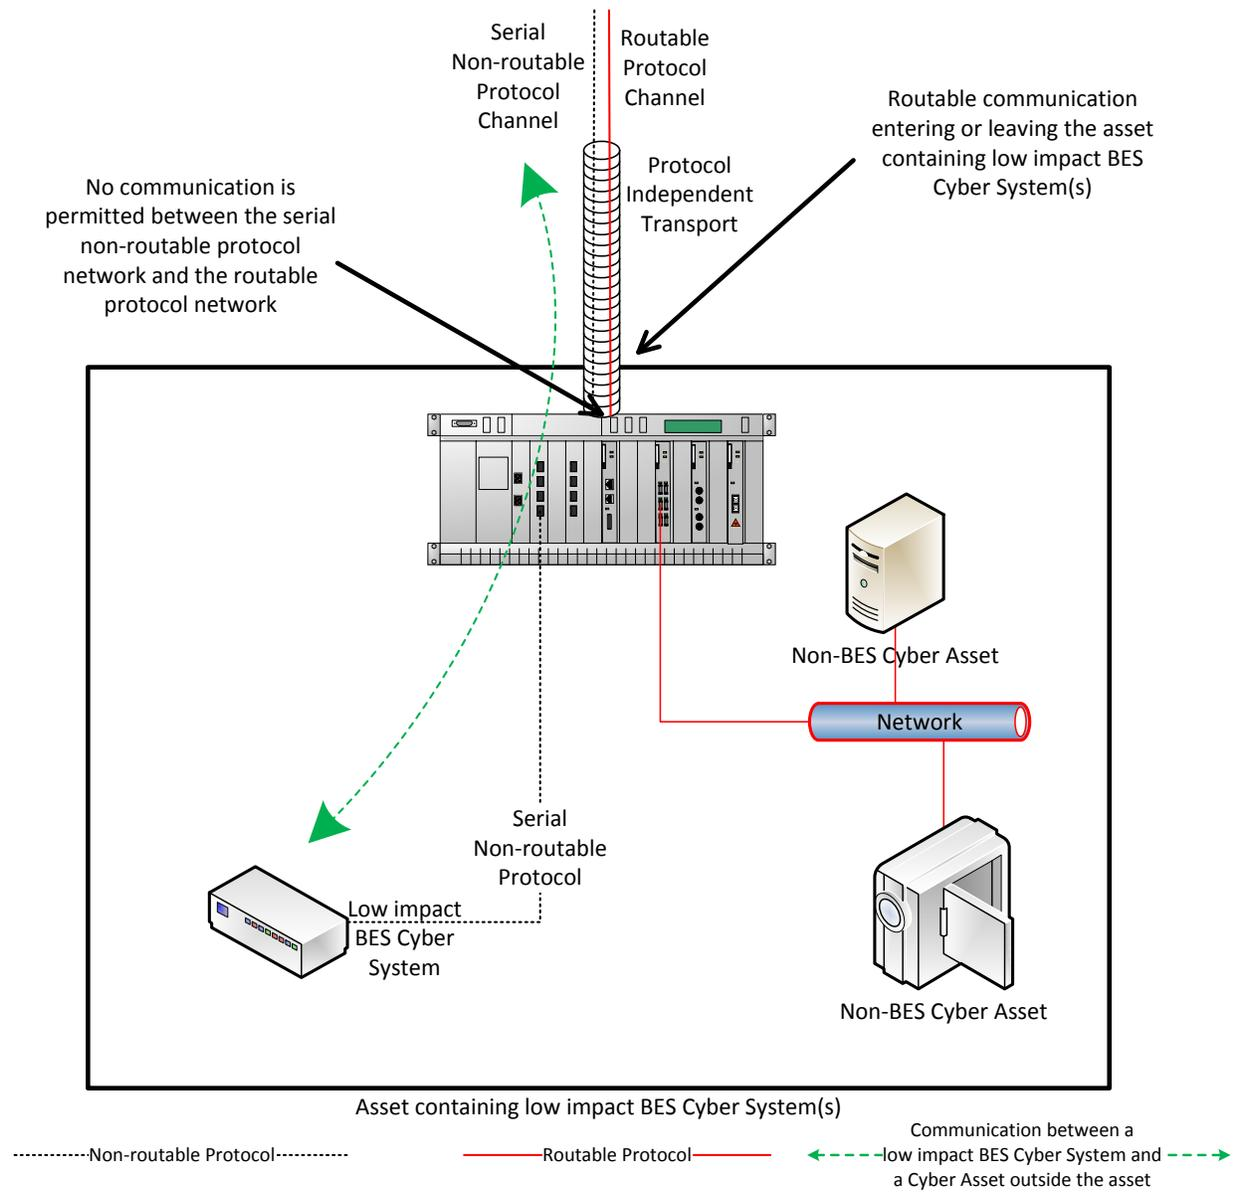 Serial
Non-routable
Protocol
Channel
Routable
Protocol
Channel
Routable communication
entering or leaving the asset
containing low impact BES
Cyber System(s)
Protocol
Independent
Transport
No communication is
permitted between the serial
non-routable protocol
network and the routable
protocol network
Non-BES Cyber Asset
Network
Serial
Non-routable
Protocol
Low impact
BES Cyber
System
Non-BES Cyber Asset
Asset containing low impact BES Cyber System(s)
Non-routable Protocol
Routable Protocol
Communication between a
low impact BES Cyber System and
a Cyber Asset outside the asset